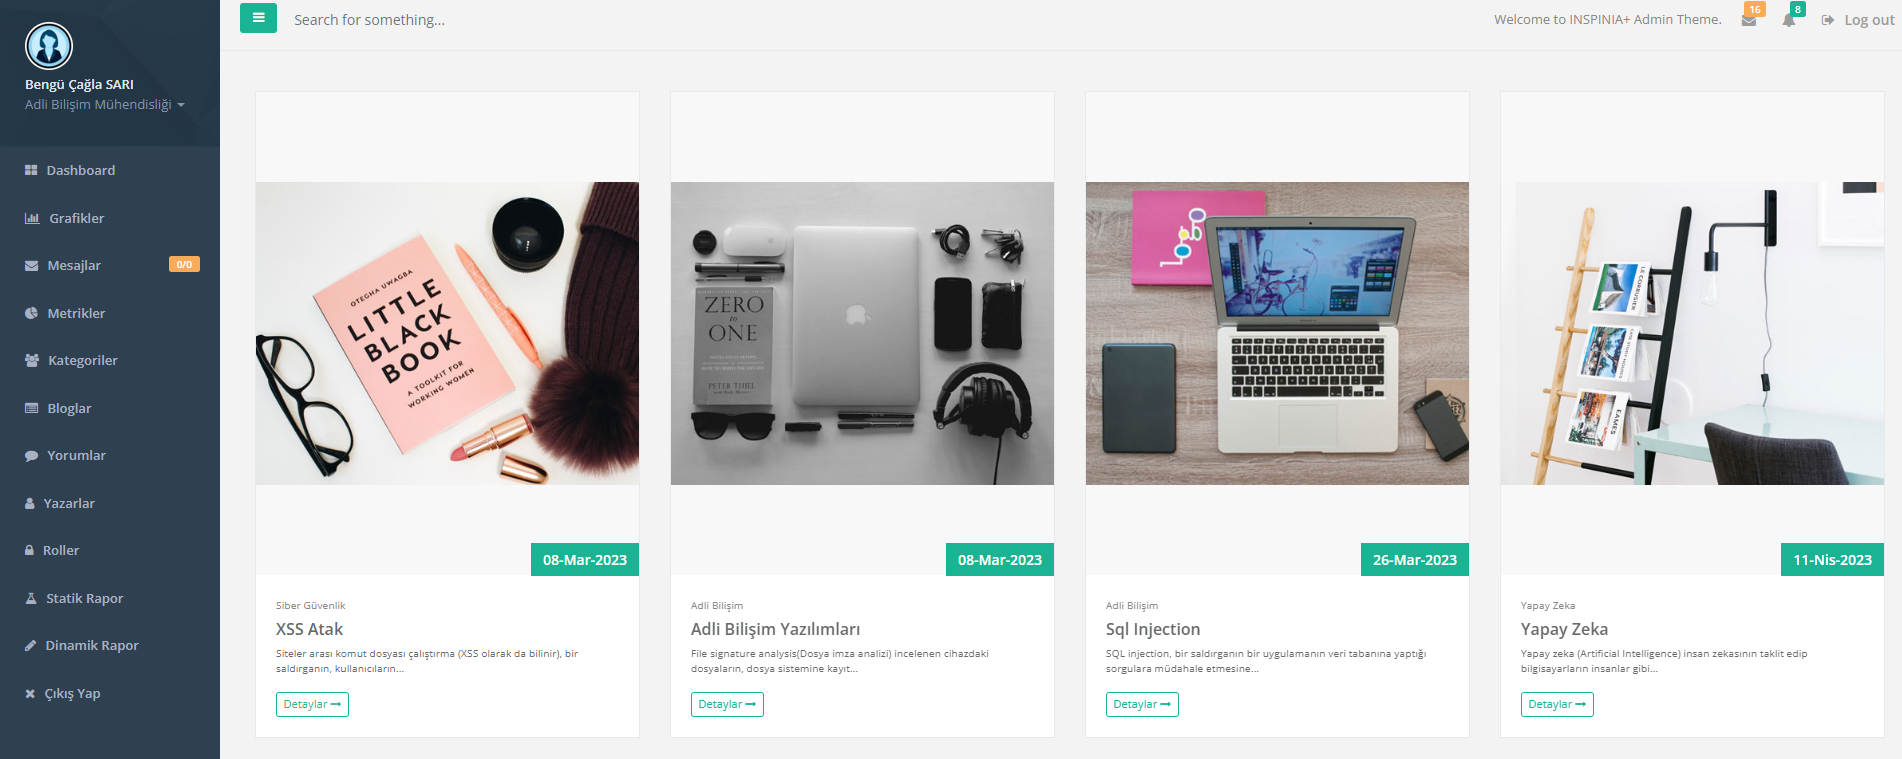 Bengü Çağla SARI
Adli Bilişim Mühendisliği
Dashboard
Grafikler
Mesajlar 0/0
Metrikler
Kategoriler
Bloglar
Yorumlar
Yazarlar
Roller
Statik Rapor
Dinamik Rapor
Çıkış Yap
Search for something...
Welcome to INSPINIA+ Admin Theme. 16 8 Log out
OTEGHA UWAGBA
LITTLE
BLACK
BOOK
A TOOLKIT FOR
WORKING WOMEN
08-Mar-2023
Siber Güvenlik
XSS Atak
Siteler arası komut dosyası çalıştırma (XSS olarak da bilinir), bir
saldırganın, kullanıcıların...
Detaylar
ZERO
to
ONE
PETER THIEL
08-Mar-2023
Adli Bilişim
Adli Bilişim Yazılımları
File signature analysis(Dosya imza analizi) incelenen cihazdaki
dosyaların, dosya sistemine kayıt...
Detaylar
logo
26-Mar-2023
Adli Bilişim
Sql Injection
SQL injection, bir saldırganın bir uygulamanın veri tabanına yaptığı
sorgulara müdahale etmesine...
Detaylar
LE CORBUSIER
EAMES
11-Nis-2023
Yapay Zeka
Yapay Zeka
Yapay zeka (Artificial Intelligence) insan zekasının taklit edip
bilgisayarların insanlar gibi...
Detaylar